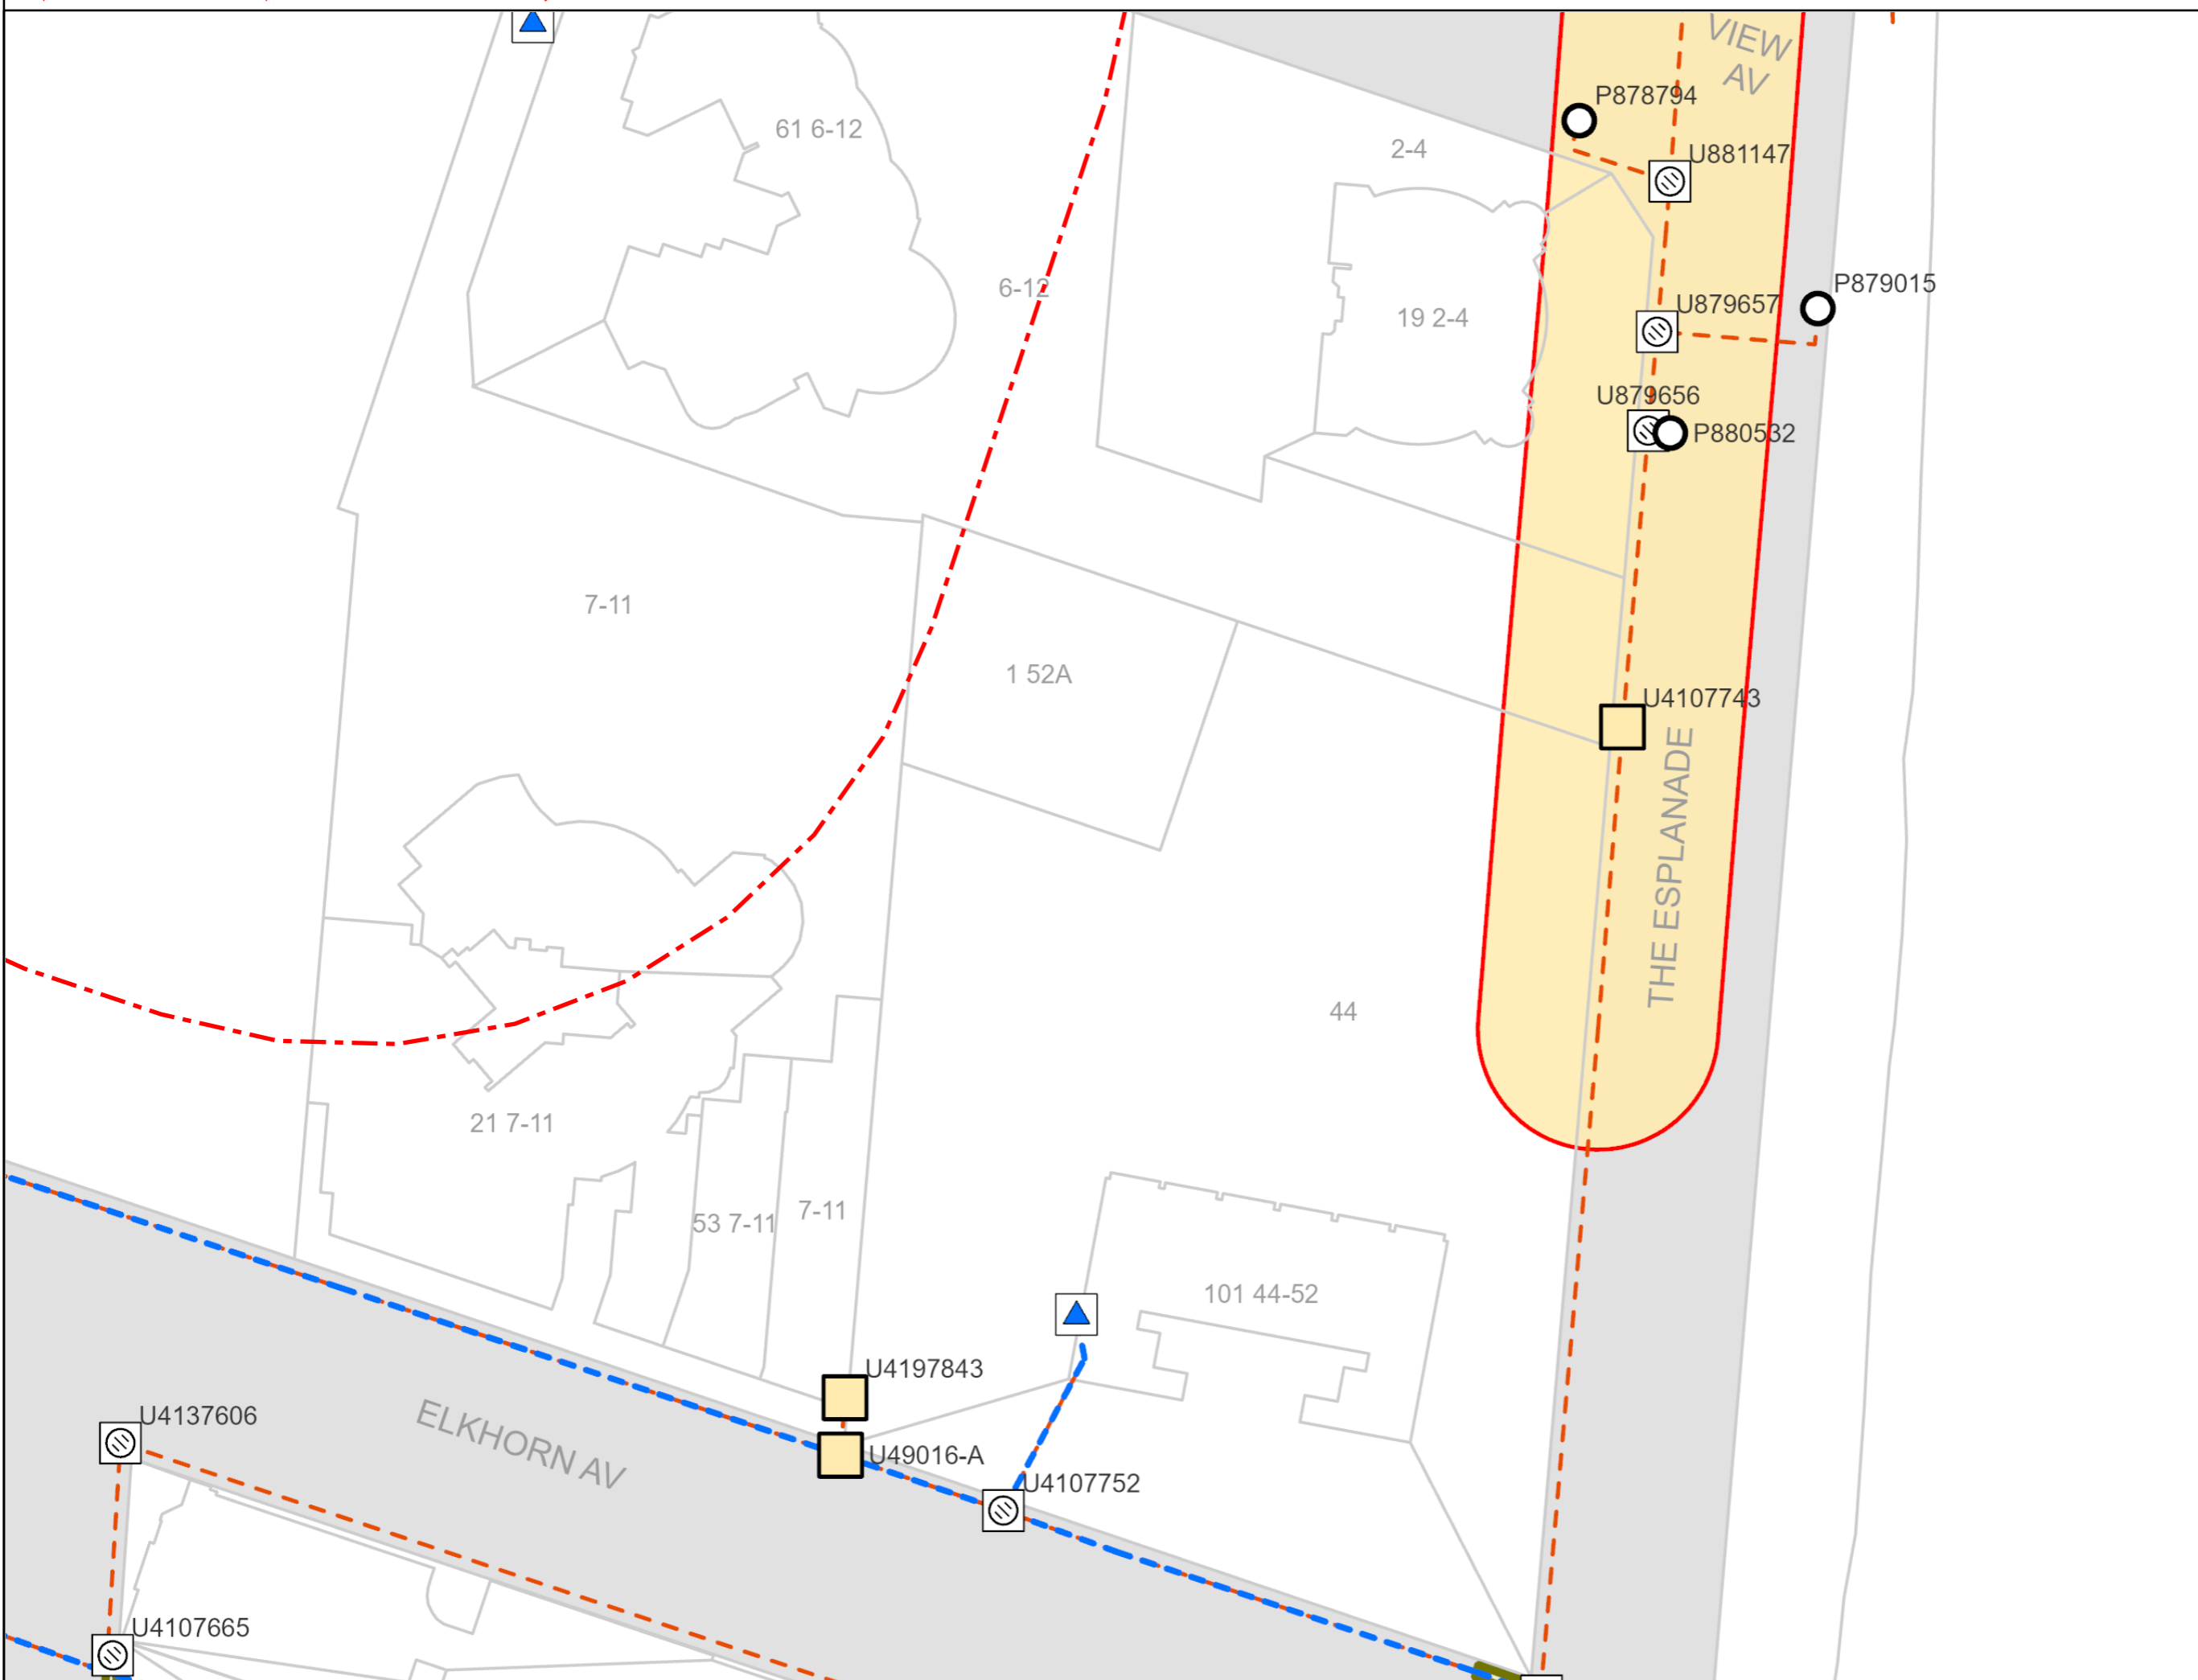 VIEW
AV
P878794
61 6-12
2-4
U881147
P879015
6-12
U879657
19 2-4
U879656
P880532
7-11
1 52A
U4107743
THE ESPLANADE
44
21 7-11
53 7-11
7-11
101 44-52
U4197843
U4137606
ELKHORN AV
U49016-A
U4107752
U4107665